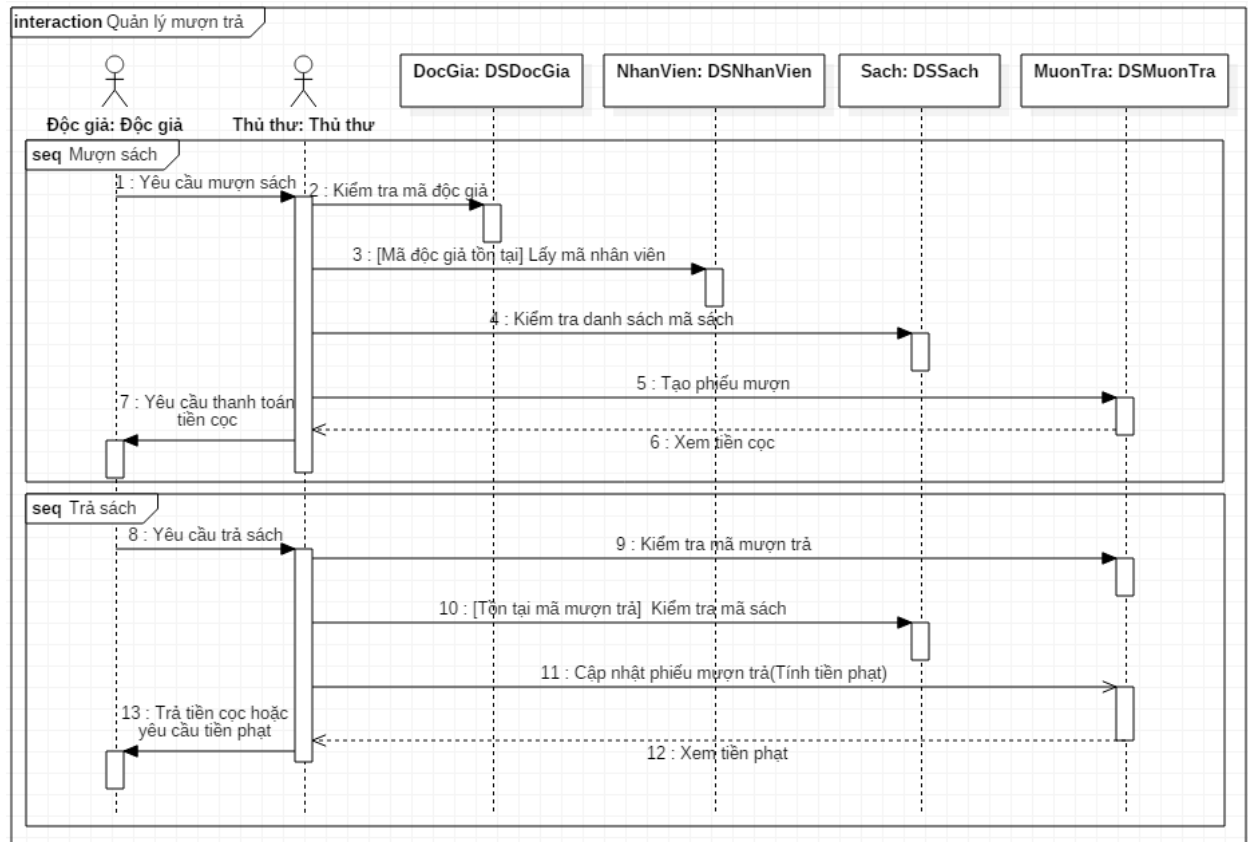 interaction Quản lý mượn trả
DocGia: DSDocGia
NhanVien: DSNhanVien
Sach: DSSach
MuonTra: DSMuonTra
Độc giả: Độc giả
Thủ thư: Thủ thư
seq Mượn sách
1 : Yêu cầu mượn sách
2 : Kiểm tra mã độc giả
3 : [Mã độc giả tồn tại] Lấy mã nhân viên
4 : Kiểm tra danh sách mã sách
5 : Tạo phiếu mượn
6 : Xem tiền cọc
7 : Yêu cầu thanh toán
tiền cọc
seq Trả sách
8 : Yêu cầu trả sách
9 : Kiểm tra mã mượn trả
10 : [Tồn tại mã mượn trả] Kiểm tra mã sách
11 : Cập nhật phiếu mượn trả(Tính tiền phạt)
12 : Xem tiền phạt
13 : Trả tiền cọc hoặc
yêu cầu tiền phạt